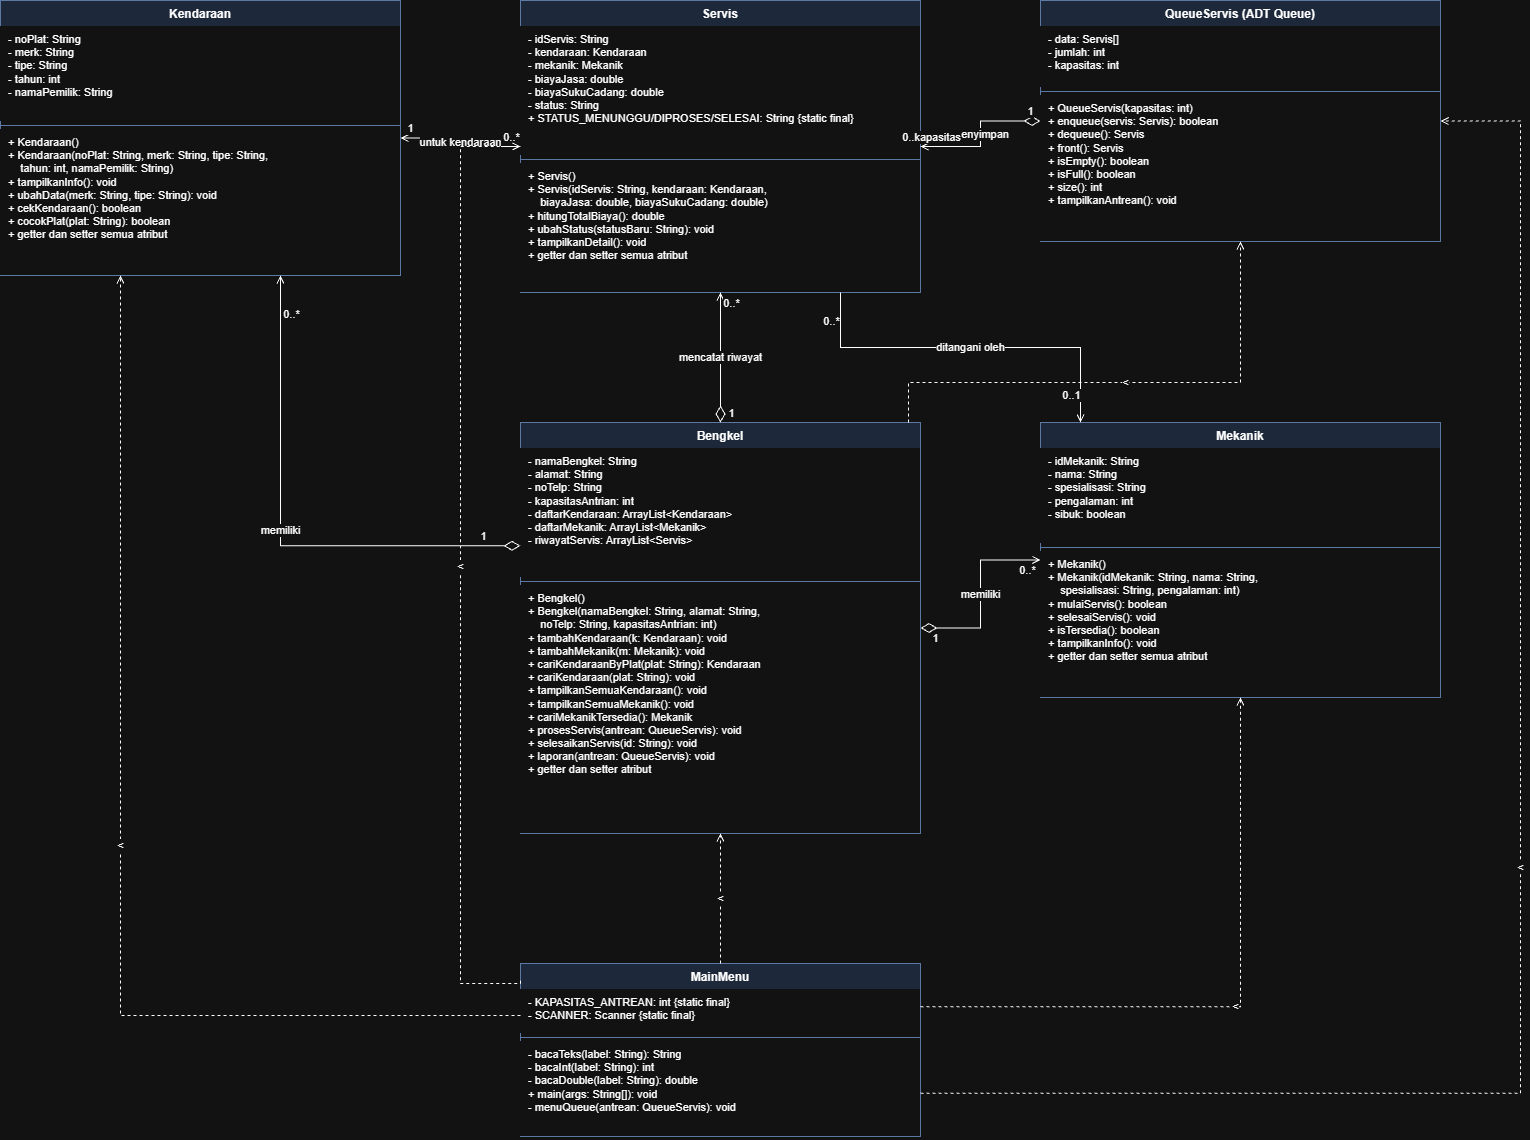 Kendaraan
- noPlat: String
- merk: String
- tipe: String
- tahun: int
- namaPemilik: String
+ Kendaraan()
+ Kendaraan(noPlat: String, merk: String, tipe: String,
tahun: int, namaPemilik: String)
+ tampilkanInfo(): void
+ ubahData(merk: String, tipe: String): void
+ cekKendaraan(): boolean
+ cocokPlat(plat: String): boolean
+ getter dan setter semua atribut
1
untuk kendaraan
0..*
Servis
- idServis: String
- kendaraan: Kendaraan
- mekanik: Mekanik
- biayaJasa: double
- biayaSukuCadang: double
- status: String
+ STATUS_MENUNGGU/DIPROSES/SELESAI: String {static final}
+ Servis()
+ Servis(idServis: String, kendaraan: Kendaraan,
biayaJasa: double, biayaSukuCadang: double)
+ hitungTotalBiaya(): double
+ ubahStatus(statusBaru: String): void
+ tampilkanDetail(): void
+ getter dan setter semua atribut
0..kapasitas
enyimpan
1
QueueServis (ADT Queue)
- data: Servis[]
- jumlah: int
- kapasitas: int
+ QueueServis(kapasitas: int)
+ enqueue(servis: Servis): boolean
+ dequeue(): Servis
+ front(): Servis
+ isEmpty(): boolean
+ isFull(): boolean
+ size(): int
+ tampilkanAntrean(): void
0..*
memiliki
1
0..*
mencatat riwayat
1
0..*
ditangani oleh
0..1
Bengkel
- namaBengkel: String
- alamat: String
- noTelp: String
- kapasitasAntrian: int
- daftarKendaraan: ArrayList<Kendaraan>
- daftarMekanik: ArrayList<Mekanik>
- riwayatServis: ArrayList<Servis>
+ Bengkel()
+ Bengkel(namaBengkel: String, alamat: String,
noTelp: String, kapasitasAntrian: int)
+ tambahKendaraan(k: Kendaraan): void
+ tambahMekanik(m: Mekanik): void
+ cariKendaraanByPlat(plat: String): Kendaraan
+ cariKendaraan(plat: String): void
+ tampilkanSemuaKendaraan(): void
+ tampilkanSemuaMekanik(): void
+ cariMekanikTersedia(): Mekanik
+ prosesServis(antrean: QueueServis): void
+ selesaikanServis(id: String): void
+ laporan(antrean: QueueServis): void
+ getter dan setter atribut
0..*
memiliki
1
Mekanik
- idMekanik: String
- nama: String
- spesialisasi: String
- pengalaman: int
- sibuk: boolean
+ Mekanik()
+ Mekanik(idMekanik: String, nama: String,
spesialisasi: String, pengalaman: int)
+ mulaiServis(): boolean
+ selesaiServis(): void
+ isTersedia(): boolean
+ tampilkanInfo(): void
+ getter dan setter semua atribut
MainMenu
- KAPASITAS_ANTREAN: int {static final}
- SCANNER: Scanner {static final}
- bacaTeks(label: String): String
- bacaInt(label: String): int
- bacaDouble(label: String): double
+ main(args: String[]): void
- menuQueue(antrean: QueueServis): void